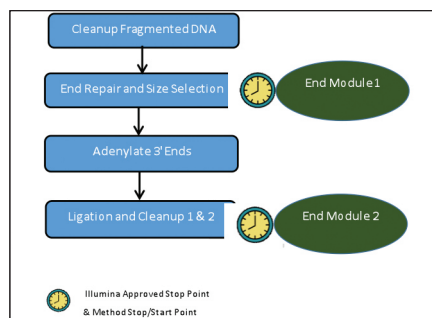 Cleanup Fragmented DNA
End Repair and Size Selection
End Module 1
Adenylate 3' Ends
Ligation and Cleanup 1 & 2
End Module 2
Illumina Approved Stop Point
& Method Stop/Start Point